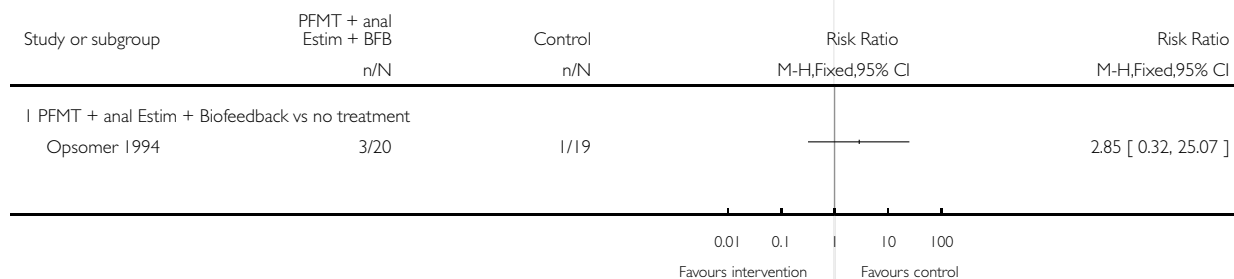 Study or subgroup PFMT + anal Estim + BFB Control Risk Ratio Risk Ratio
n/N n/N M-H,Fixed,95% CI M-H,Fixed,95% CI
1 PFMT + anal Estim + Biofeedback vs no treatment
Opsomer 1994 3/20 1/19 2.85 [ 0.32, 25.07 ]
0.01 0.1 1 10 100
Favours intervention Favours control